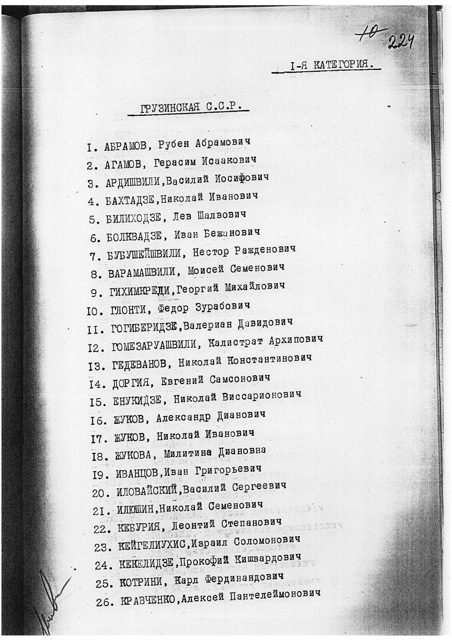 10
224
I-Я КАТЕГОРИЯ.
ГРУЗИНСКАЯ С.С.Р.
1. АБРАМОВ, Рубен Абрамович
2. АГАМОВ, Герасим Исаакович
3. АРДИШВИЛИ,Василий Иосифович
4. БАХТАДЗЕ,Николай Иванович
5. БИЛИХОДЗЕ, Лев Шалвович
6. БОЛКВАДЗЕ, Иван Бежанович
7. БУБУШЕЙШВИЛИ, Нестор Ражденович
8. ВАРАМАШВИЛИ, Моисей Семенович
9. ГИХИМКРЕДИ,Георгий Михайлович
I0. ГЛОНТИ, Федор Зурабович
II. ГОГИБЕРИДЗЕ,Валериан Давидович
I2. ГОМЕЗАРУАШВИЛИ, Калистрат Архипович
I3. ГЕДЕВАНОВ, Николай Константинович
I4. ДОРГИЯ, Евгений Самсонович
I5. ЕНУКИДЗЕ, Николай Виссарионович
I6. ЖУКОВ, Александр Дианович
I7. ЖУКОВ, Николай Иванович
I8. ЖУКОВА, Милитина Диановна
I9. ИВАНЦОВ,Иван Григорьевич
20. ИЛОВАЙСКИЙ,Василий Сергеевич
2I. ИЛЮШИН,Николай Семенович
22. КЕБУРИЯ, Леонтий Степанович
23. КЕЙГЕЛИУХИС,Израил Соломонович
24. КЕКЕЛИДЗЕ,Прокофий Кишвардович
25. КОТРИНИ, Карл Фердинандович
26. КРАВЧЕНКО,Алексей Пантелеймонович